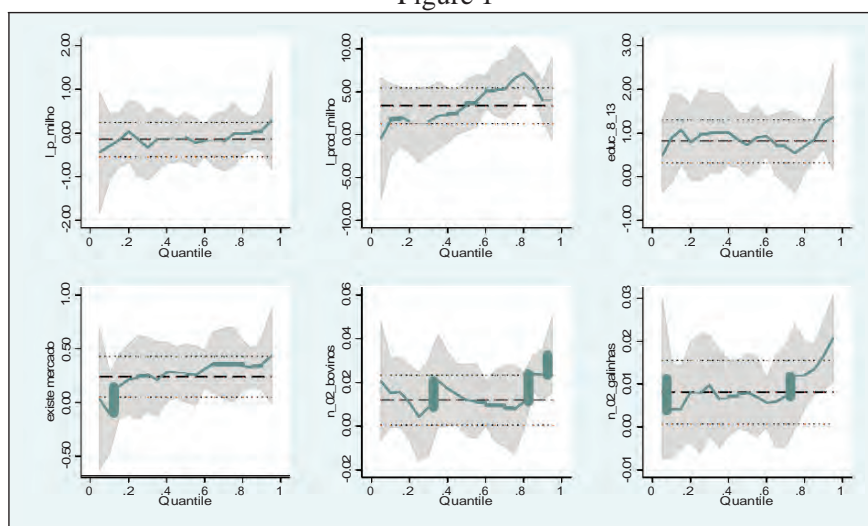 Figure 1
2.00
1.00
0.00
-1.00
-2.00
l_p_milho
0 .2 .4 .6 .8 1
Quantile
10.00
5.00
0.00
-5.00
-10.00
l_prod_milho
0 .2 .4 .6 .8 1
Quantile
3.00
2.00
1.00
0.00
-1.00
educ_8_13
0 .2 .4 .6 .8 1
Quantile
1.00
0.50
0.00
-0.50
existe mercado
0 .2 .4 .6 .8 1
Quantile
0.06
0.04
0.02
0.00
-0.02
n_02_bovinos
0 .2 .4 .6 .8 1
Quantile
0.03
0.02
0.01
0.00
-0.01
n_02_galinhas
0 .2 .4 .6 .8 1
Quantile